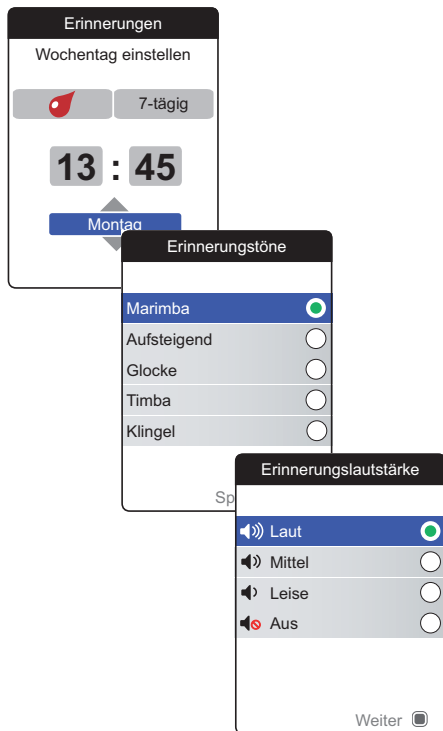 Erinnerungen
Wochentag einstellen
7-tägig
13 : 45
Montag
Erinnerungstöne
Marimba
Aufsteigend
Glocke
Timba
Klingel
Sp
Erinnerungslautstärke
Laut
Mittel
Leise
Aus
Weiter